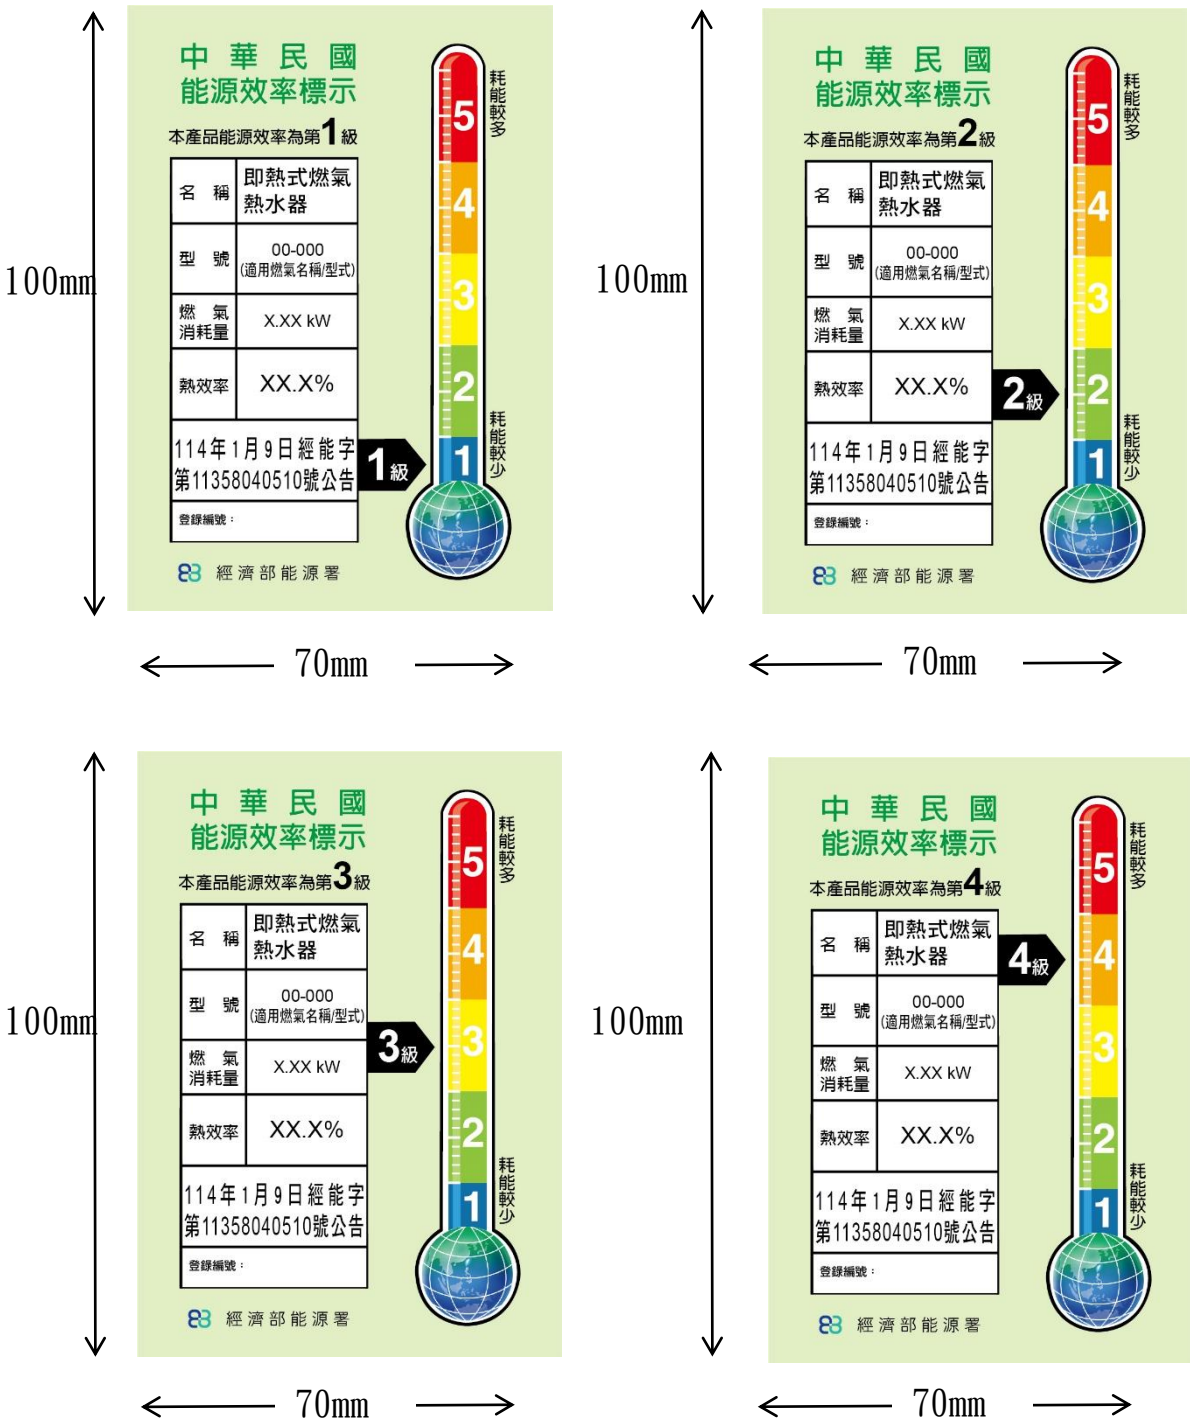 中華民國
能源效率標示
本產品能源效率為第1級
名稱
即熱式燃氣
熱水器
型號
00-000
(適用燃氣名稱/型式)
燃氣
消耗量
X.XX kW
熱效率
XX.X%
114年1月9日經能字
第11358040510號公告
登錄編號：
經濟部能源署
1級
耗能較多
5
4
3
2
1
耗能較少
100mm
70mm
中華民國
能源效率標示
本產品能源效率為第2級
名稱
即熱式燃氣
熱水器
型號
00-000
(適用燃氣名稱/型式)
燃氣
消耗量
X.XX kW
熱效率
XX.X%
114年1月9日經能字
第11358040510號公告
登錄編號：
經濟部能源署
2級
耗能較多
5
4
3
2
1
耗能較少
100mm
70mm
中華民國
能源效率標示
本產品能源效率為第3級
名稱
即熱式燃氣
熱水器
型號
00-000
(適用燃氣名稱/型式)
燃氣
消耗量
X.XX kW
熱效率
XX.X%
114年1月9日經能字
第11358040510號公告
登錄編號：
經濟部能源署
3級
耗能較多
5
4
3
2
1
耗能較少
100mm
70mm
中華民國
能源效率標示
本產品能源效率為第4級
名稱
即熱式燃氣
熱水器
型號
00-000
(適用燃氣名稱/型式)
燃氣
消耗量
X.XX kW
熱效率
XX.X%
114年1月9日經能字
第11358040510號公告
登錄編號：
經濟部能源署
4級
耗能較多
5
4
3
2
1
耗能較少
100mm
70mm